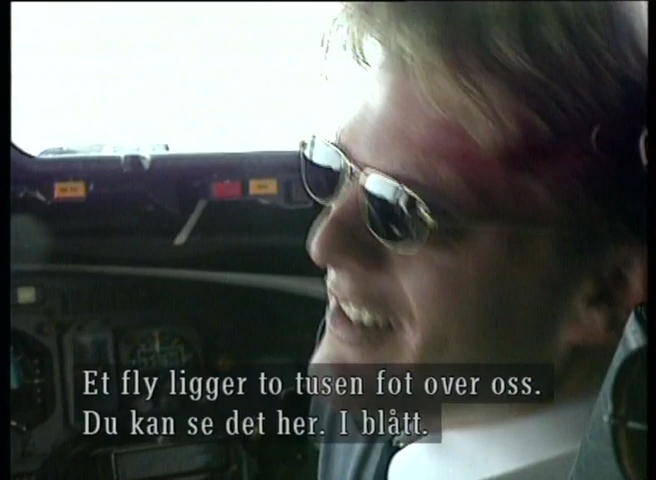 Et fly ligger to tusen fot over oss.
Du kan se det her. I blått.